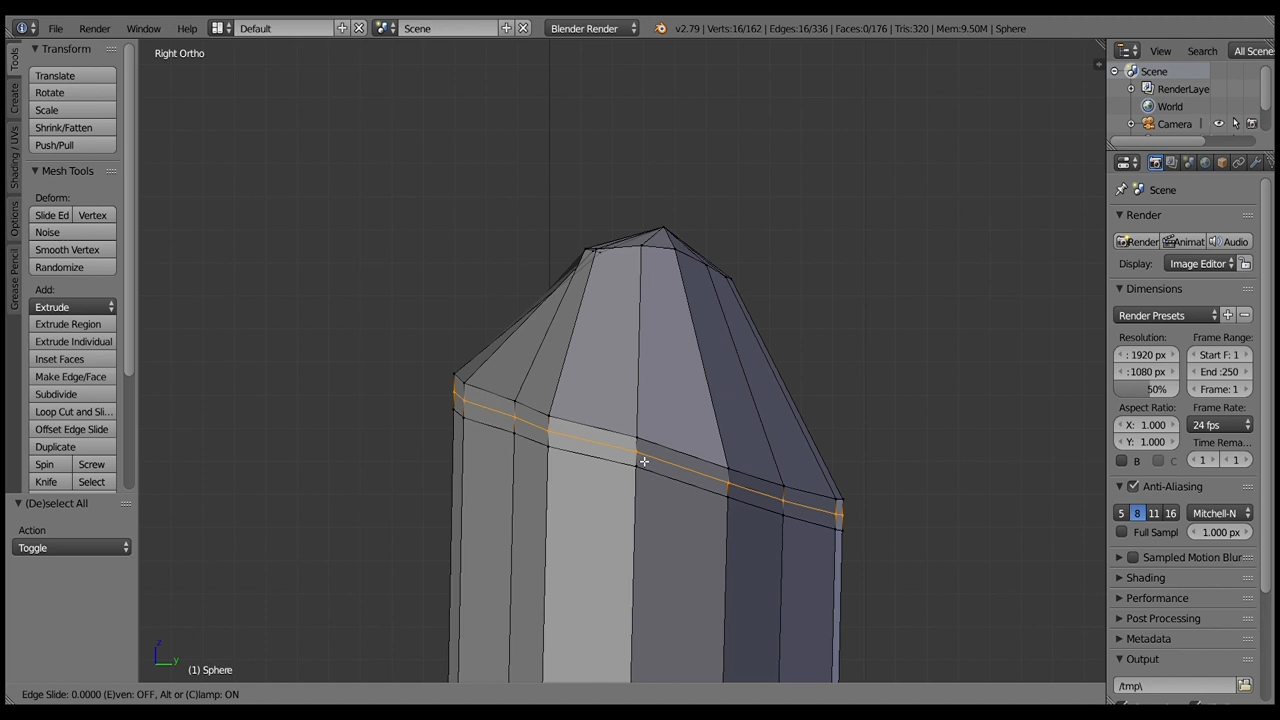 File Render Window Help Default Scene Blender Render v2.79 | Verts:16/162 | Edges:16/336 | Faces:0/176 | Tris:320 | Mem:9.50M | Sphere
Tools
Create
Shading / UVs
Options
Grease Pencil
Transform
Translate
Rotate
Scale
Shrink/Fatten
Push/Pull
Mesh Tools
Deform:
Slide Ed Vertex
Noise
Smooth Vertex
Randomize
Add:
Extrude
Extrude Region
Extrude Individual
Inset Faces
Make Edge/Face
Subdivide
Loop Cut and Sli...
Offset Edge Slide
Duplicate
Spin Screw
Knife Select
(De)select All
Action
Toggle
Right Ortho
z
y
(1) Sphere
Edge Slide: 0.0000 (E)ven: OFF, Alt or (C)lamp: ON
View Search All Scene
Scene
RenderLaye
World
Camera
Scene
Render
Render Animat Audio
Display: Image Editor
Dimensions
Render Presets
Resolution: Frame Range:
: 1920 px Start F: 1
: 1080 px End :250
50% Frame: 1
Aspect Ratio: Frame Rate:
X: 1.000 24 fps
Y: 1.000 Time Rema...
B C 1 1
Anti-Aliasing
5 8 11 16 Mitchell-N
Full Sampl 1.000 px
Sampled Motion Blur
Shading
Performance
Post Processing
Metadata
Output
/tmp\